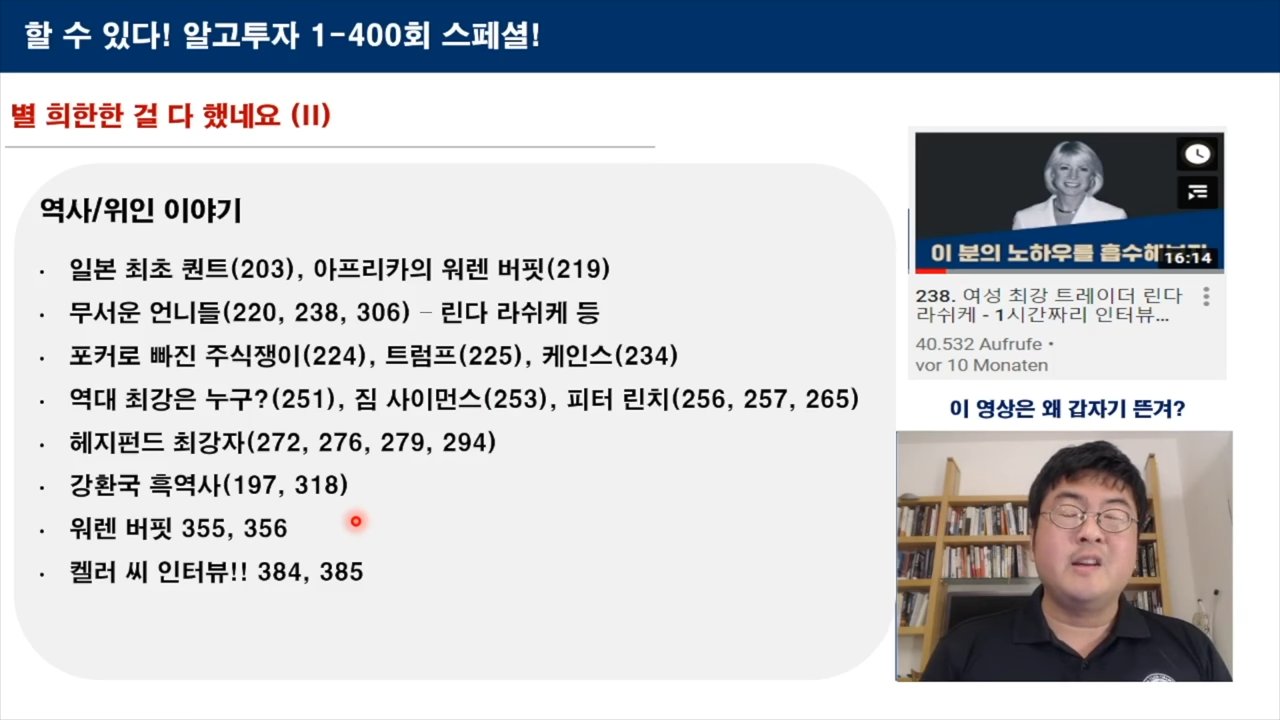 할 수 있다! 알고투자 1-400회 스페셜!
별 희한한 걸 다 했네요 (II)
역사/위인 이야기
· 일본 최초 퀀트(203), 아프리카의 워렌 버핏(219)
· 무서운 언니들(220, 238, 306) – 린다 라쉬케 등
· 포커로 빠진 주식쟁이(224), 트럼프(225), 케인스(234)
· 역대 최강은 누구?(251), 짐 사이먼스(253), 피터 린치(256, 257, 265)
· 헤지펀드 최강자(272, 276, 279, 294)
· 강환국 흑역사(197, 318)
· 워렌 버핏 355, 356
· 켈러 씨 인터뷰!! 384, 385
이 분의 노하우를 흡수해보자
16:14
238. 여성 최강 트레이더 린다
라쉬케 - 1시간짜리 인터뷰...
40.532 Aufrufe •
vor 10 Monaten
이 영상은 왜 갑자기 뜬겨?